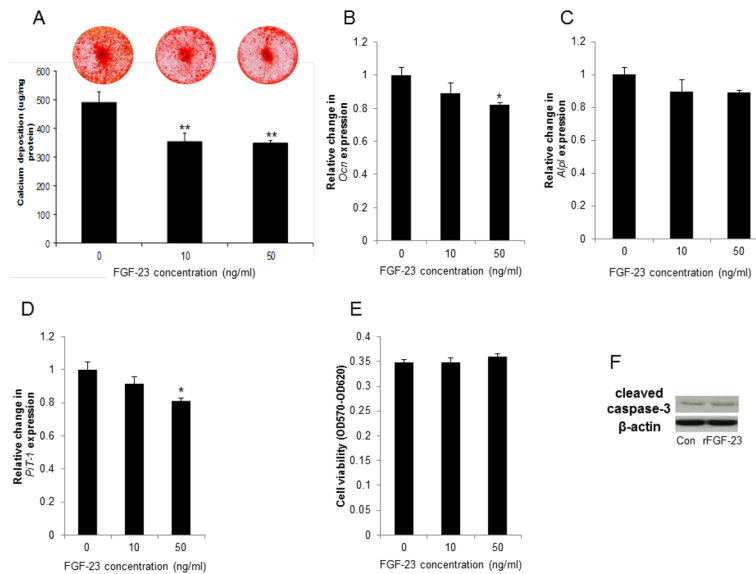 A
Calcium deposition (ug/mg
protein)
600
500
400
300
200
100
0
**
**
0 10 50
FGF-23 concentration (ng/ml)
B
Relative change in
Ocn expression
1.2
1
0.8
0.6
0.4
0.2
0
*
0 10 50
FGF-23 concentration (ng/ml)
C
Relative change in
Alpl expression
1.2
1
0.8
0.6
0.4
0.2
0
0 10 50
FGF-23 concentration (ng/ml)
D
Relative change in
PiT-1 expression
1.2
1
0.8
0.6
0.4
0.2
0
*
0 10 50
FGF-23 concentration (ng/ml)
E
Cell viability (OD570-OD620)
0.4
0.35
0.3
0.25
0.2
0.15
0.1
0.05
0
0 10 50
FGF-23 concentration (ng/ml)
F
cleaved
caspase-3
β-actin
Con rFGF-23